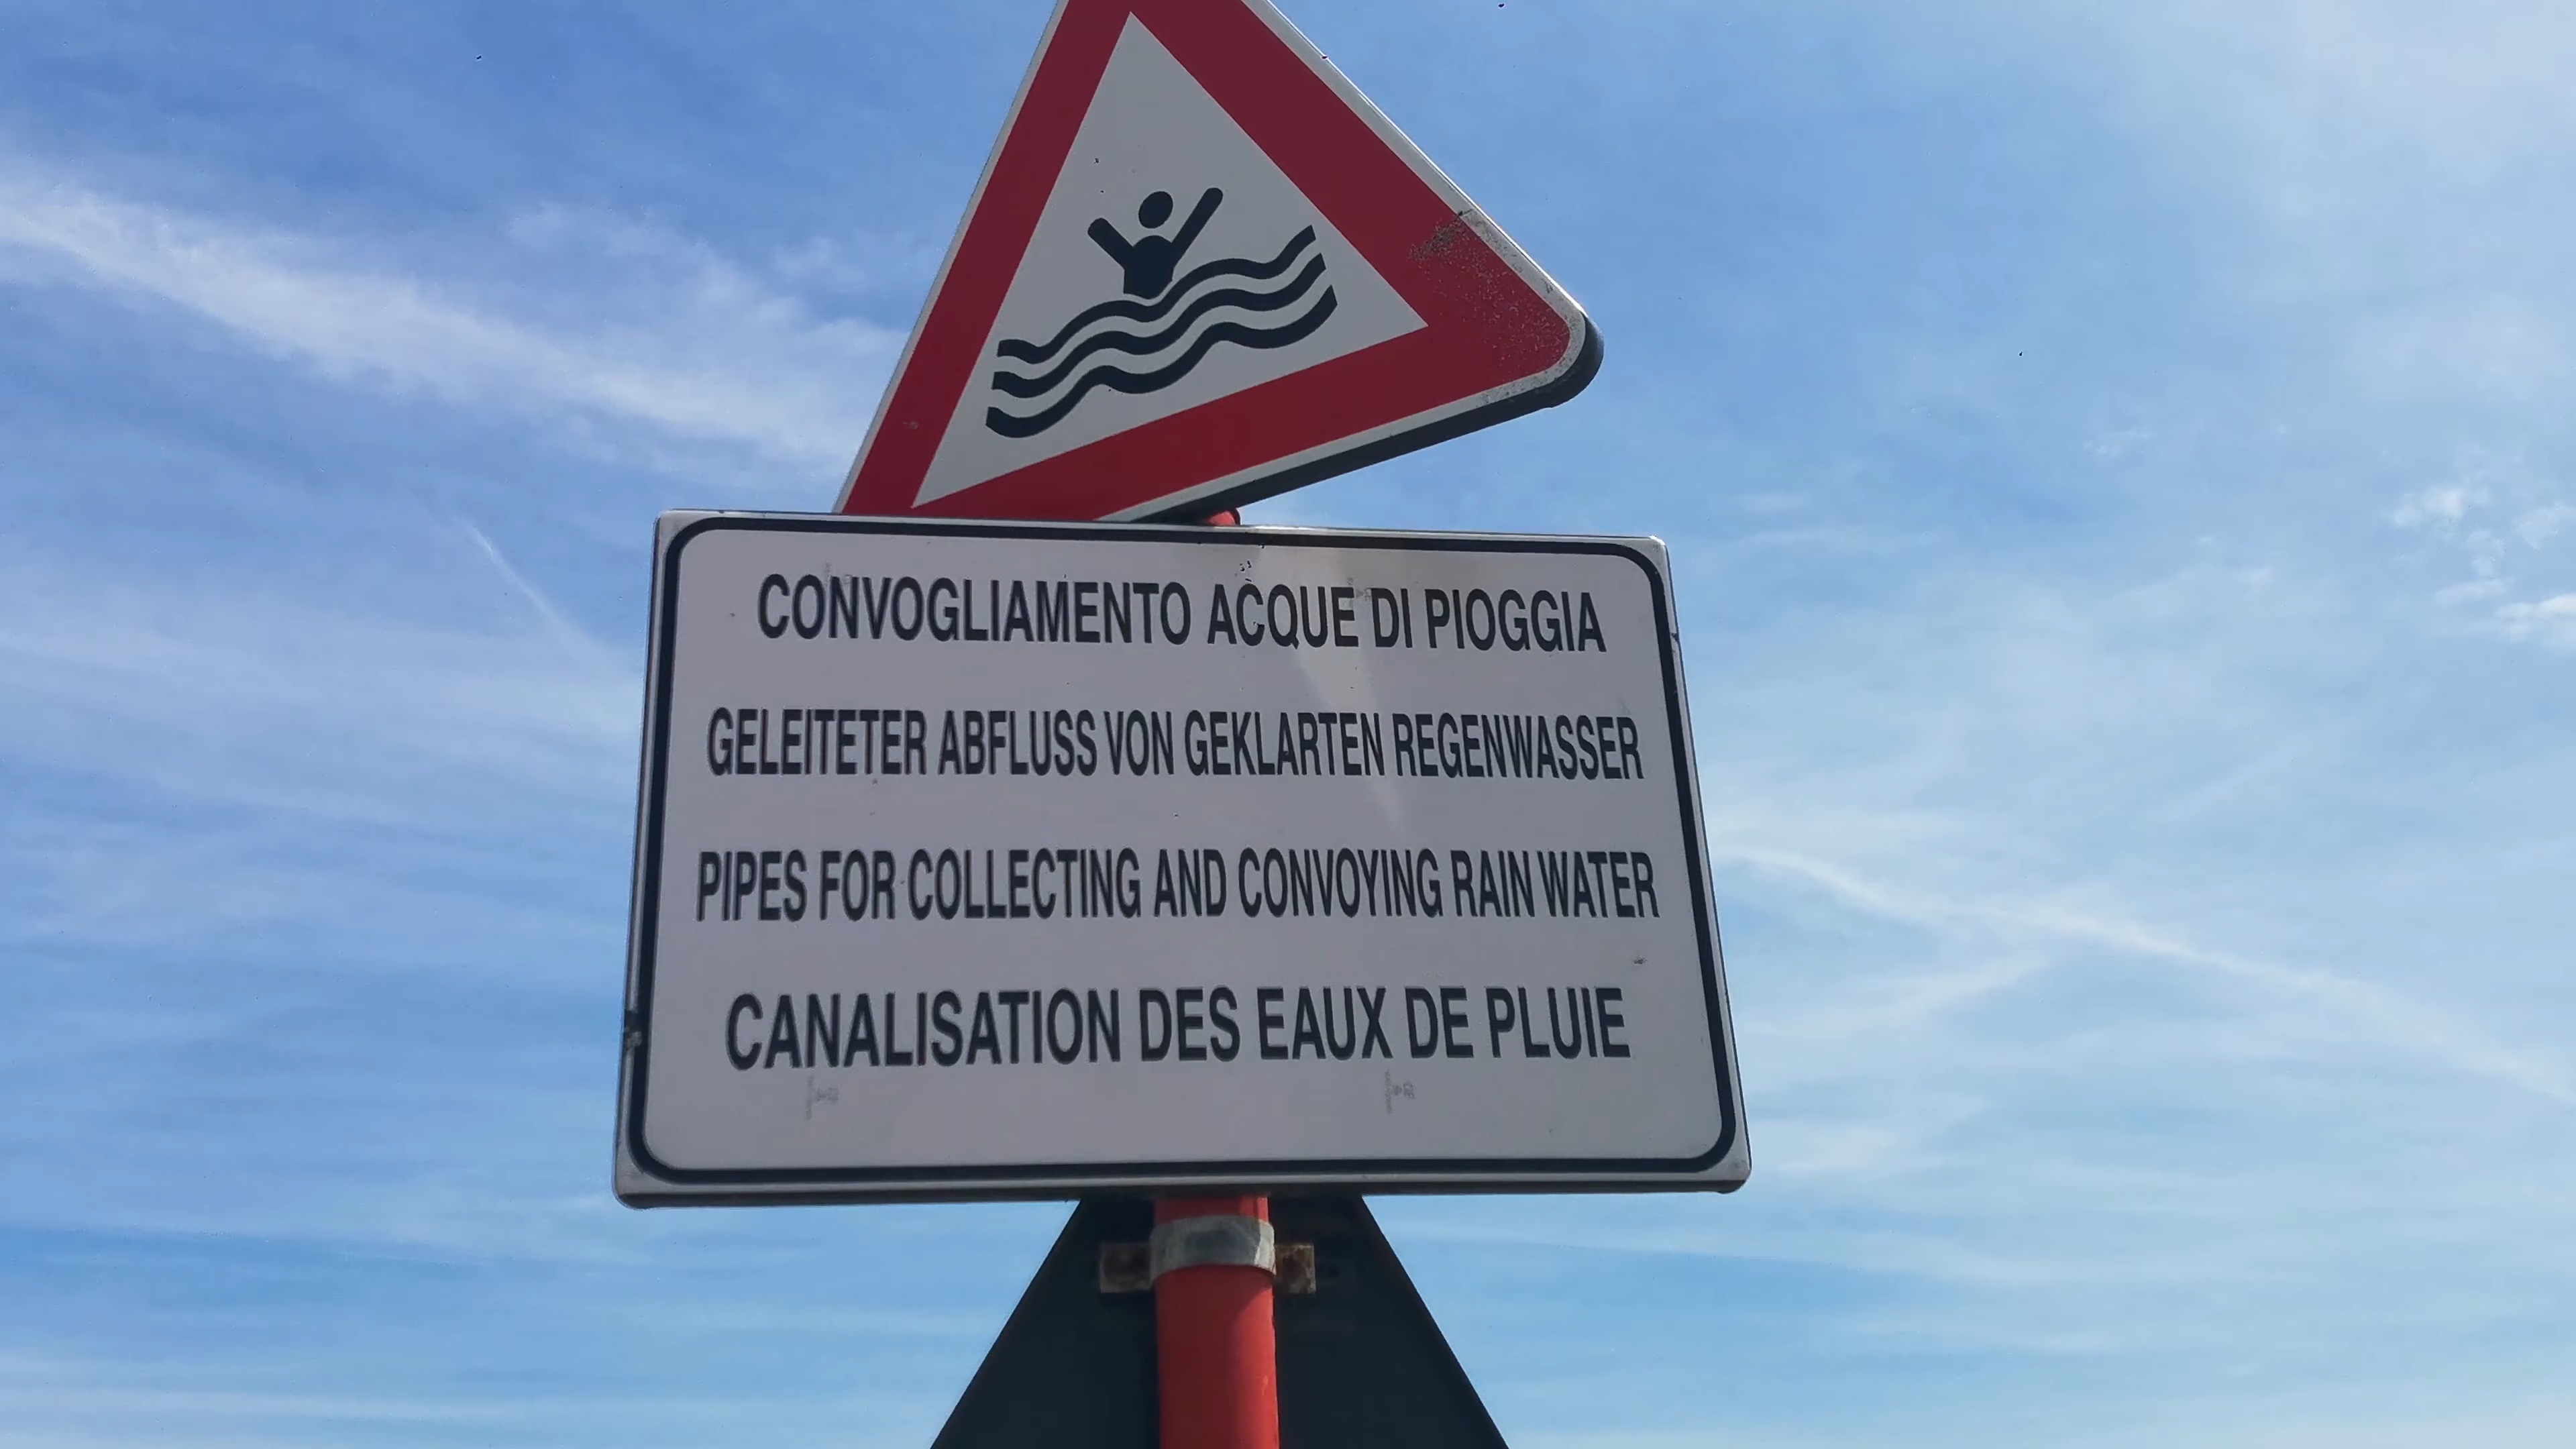 CONVOGLIAMENTO ACQUE DI PIOGGIA
GELEITETER ABFLUSS VON GEKLARTEN REGENWASSER
PIPES FOR COLLECTING AND CONVOYING RAIN WATER
CANALISATION DES EAUX DE PLUIE